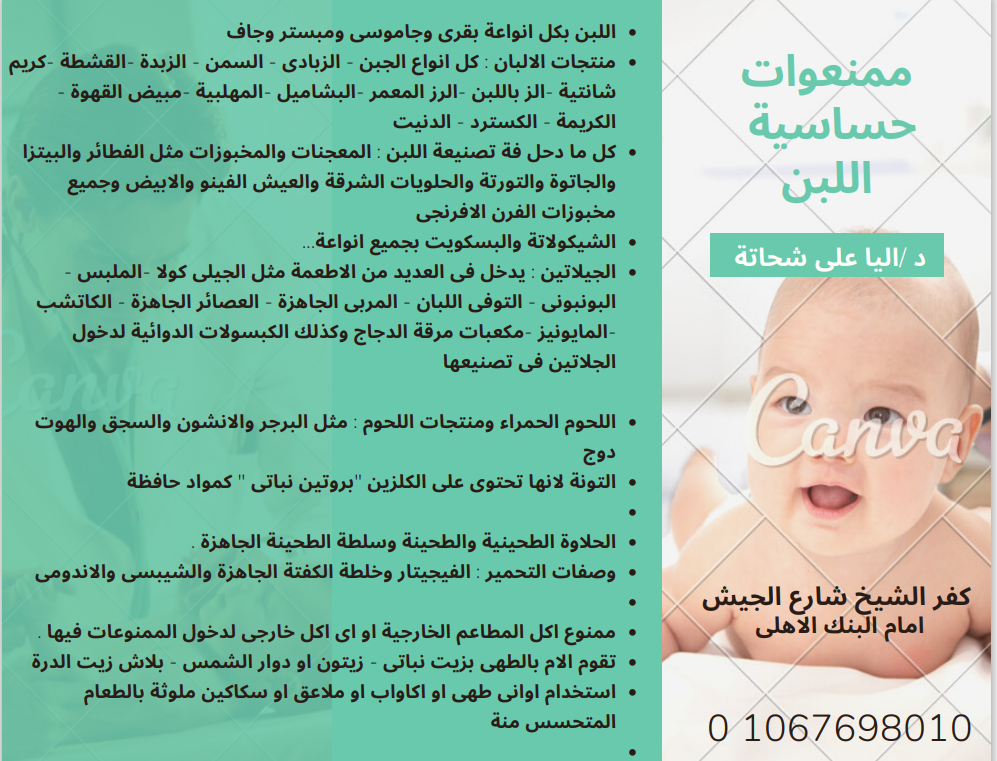 ممنعوات
حساسية
اللبن
د /اليا على شحاتة
Canva
كفر الشيخ شارع الجيش
امام البنك الاهلى
0 1067698010
اللبن بكل انواعة بقرى وجاموسى ومبستر وجاف
منتجات الالبان : كل انواع الجبن - الزبادى - السمن - الزبدة -القشطة -كريم
شانتية -الز باللبن -الرز المعمر -البشاميل -المهلبية -مبيض القهوة -
الكريمة - الكسترد - الدنيت
كل ما دحل فة تصنيعة اللبن : المعجنات والمخبوزات مثل الفطائر والبيتزا
والجاتوة والتورتة والحلويات الشرقة والعيش الفينو والابيض وجميع
مخبوزات الفرن الافرنجى
الشيكولاتة والبسكويت بجميع انواعة...
الجيلاتين : يدخل فى العديد من الاطعمة مثل الجيلى كولا -الملبس -
البونبونى - التوفى اللبان - المربى الجاهزة - العصائر الجاهزة - الكاتشب
-المايونيز -مكعبات مرقة الدجاج وكذلك الكبسولات الدوائية لدخول
الجلاتين فى تصنيعها
اللحوم الحمراء ومنتجات اللحوم : مثل البرجر والانشون والسجق والهوت
دوج
التونة لانها تحتوى على الكلزين "بروتين نباتى " كمواد حافظة
الحلاوة الطحينية والطحينة وسلطة الطحينة الجاهزة .
وصفات التحمير : الفيجيتار وخلطة الكفتة الجاهزة والشيبسى والاندومى
ممنوع اكل المطاعم الخارجية او اى اكل خارجى لدخول الممنوعات فيها .
تقوم الام بالطهى بزيت نباتى - زيتون او دوار الشمس - بلاش زيت الدرة
استخدام اوانى طهى او اكاواب او ملاعق او سكاكين ملوثة بالطعام
المتحسس منة
Canva